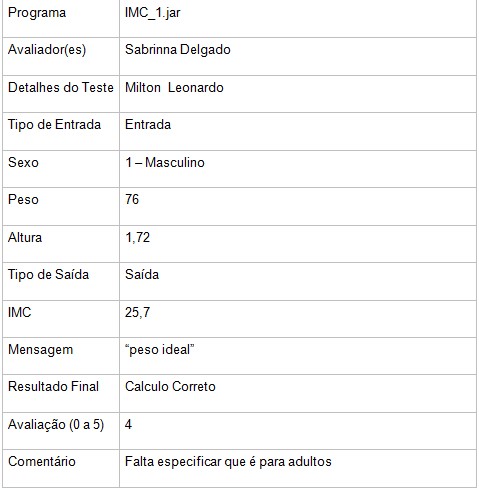 Programa IMC_1.jar
Avaliador(es) Sabrinna Delgado
Detalhes do Teste Milton  Leonardo
Tipo de Entrada Entrada
Sexo 1 – Masculino
Peso 76
Altura 1,72
Tipo de Saída Saída
IMC 25,7
Mensagem “peso ideal”
Resultado Final Calculo Correto
Avaliação (0 a 5) 4
Comentário Falta especificar que é para adultos